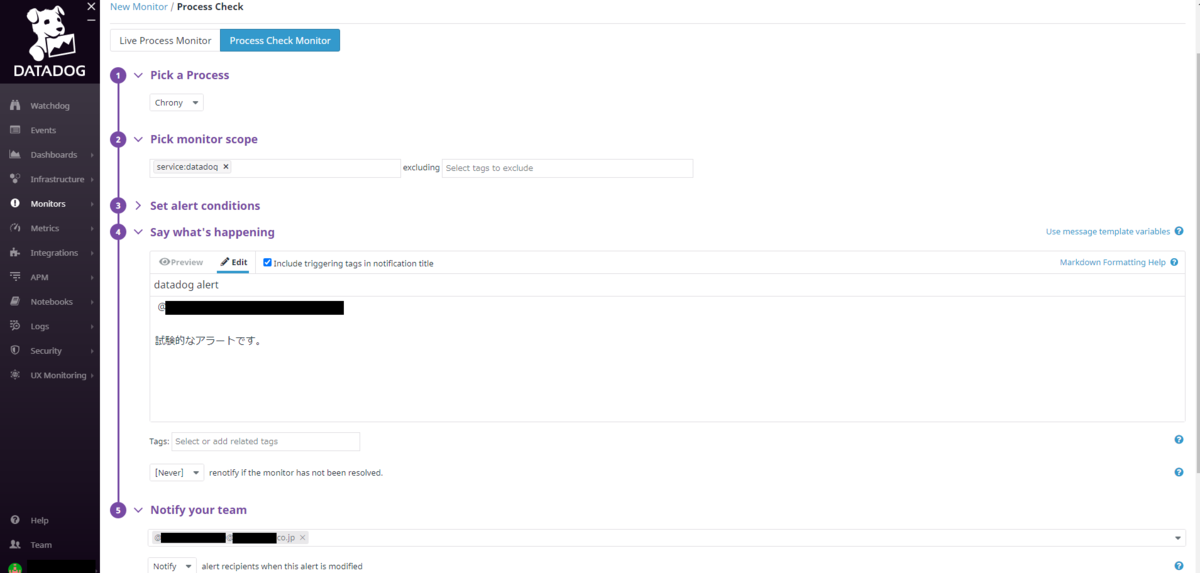 New Monitor / Process Check
DATADOG
Watchdog
Events
Dashboards
Infrastructure
Monitors
Metrics
Integrations
APM
Notebooks
Logs
Security
UX Monitoring
Help
Team
Live Process Monitor Process Check Monitor
1 Pick a Process
Chrony
2 Pick monitor scope
service:datadog × excluding Select tags to exclude
3 Set alert conditions
4 Say what's happening Use message template variables ?
Preview Edit Include triggering tags in notification title Markdown Formatting Help ?
datadog alert
@
試験的なアラートです。
Tags: Select or add related tags ?
[Never] renotify if the monitor has not been resolved. ?
5 Notify your team
@ @ co.jp ×
Notify alert recipients when this alert is modified ?